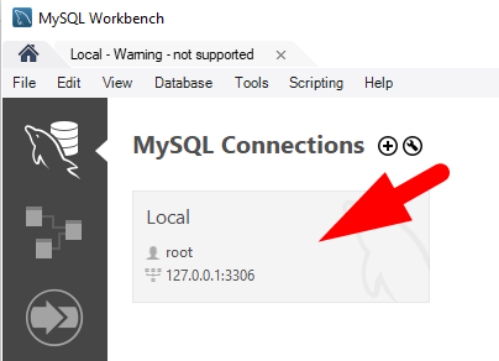 MySQL Workbench
Local - Warning - not supported
File Edit View Database Tools Scripting Help
MySQL Connections
Local
root
127.0.0.1:3306